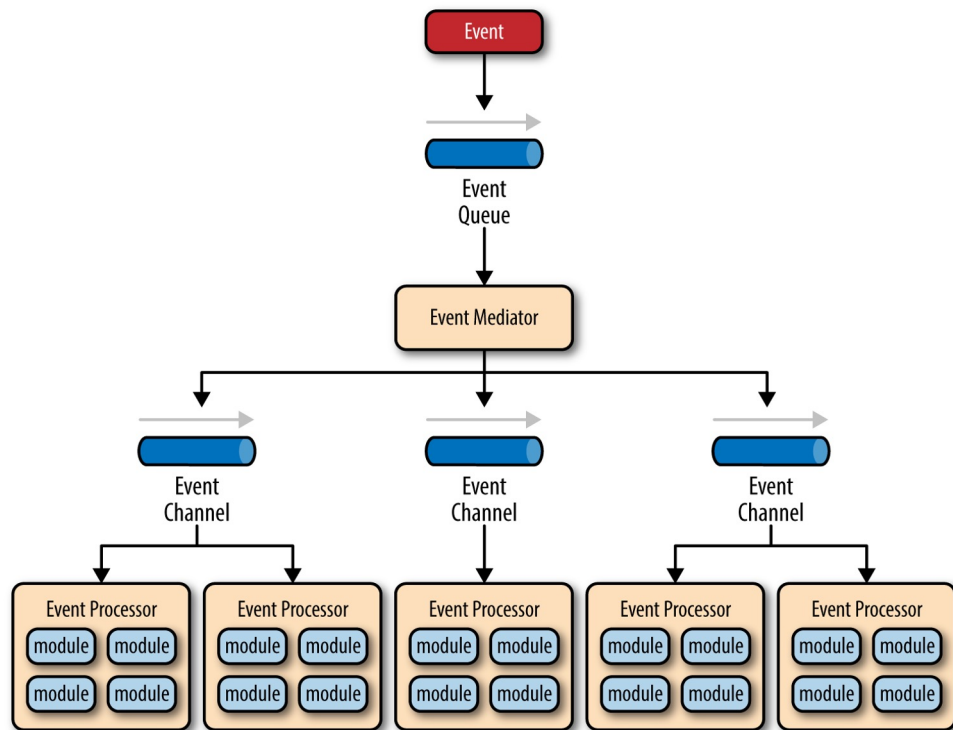 Event
Event
Queue
Event Mediator
Event
Channel
Event
Channel
Event
Channel
Event Processor
module module
module module
Event Processor
module module
module module
Event Processor
module module
module module
Event Processor
module module
module module
Event Processor
module module
module module